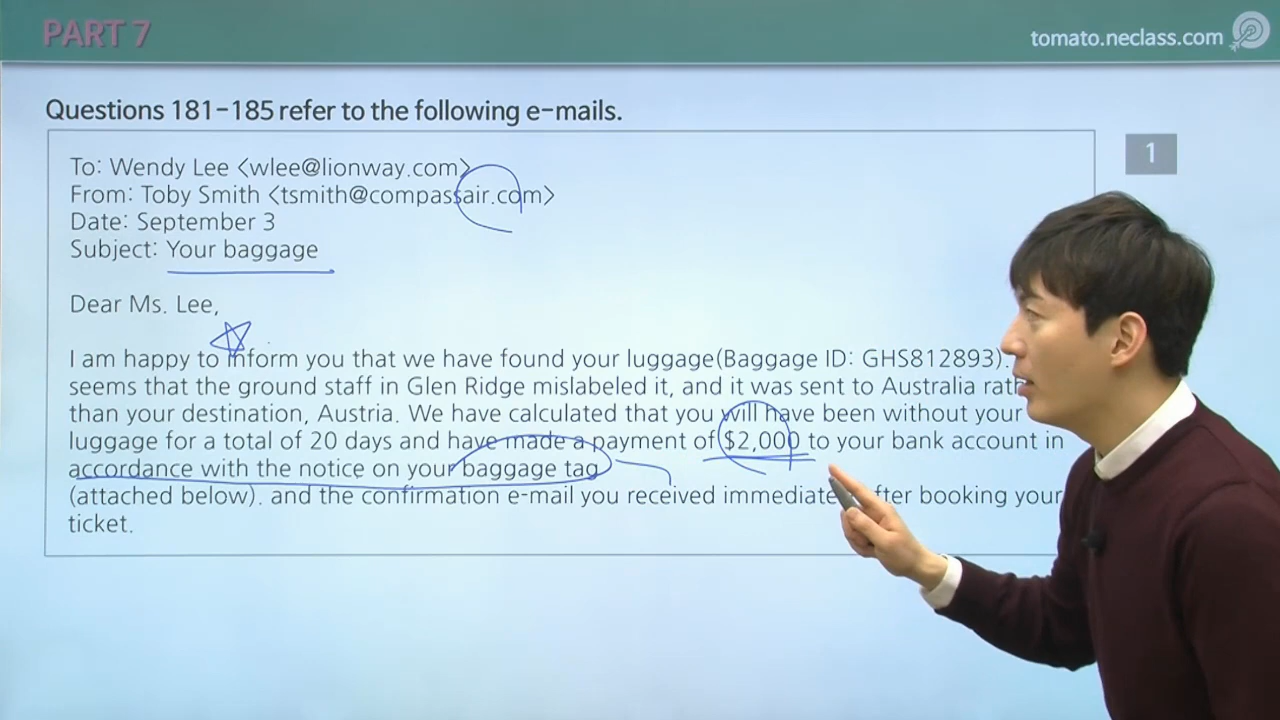 PART 7
tomato.neclass.com
Questions 181-185 refer to the following e-mails.
1
To: Wendy Lee <wlee@lionway.com>
From: Toby Smith <tsmith@compassair.com>
Date: September 3
Subject: Your baggage
Dear Ms. Lee,
I am happy to inform you that we have found your luggage(Baggage ID: GHS812893).
seems that the ground staff in Glen Ridge mislabeled it, and it was sent to Australia
than your destination, Austria. We have calculated that you will have been without your
luggage for a total of 20 days and have made a payment of $2,000 to your bank account in
accordance with the notice on your baggage tag
(attached below). and the confirmation e-mail you received immediately after booking your
ticket.